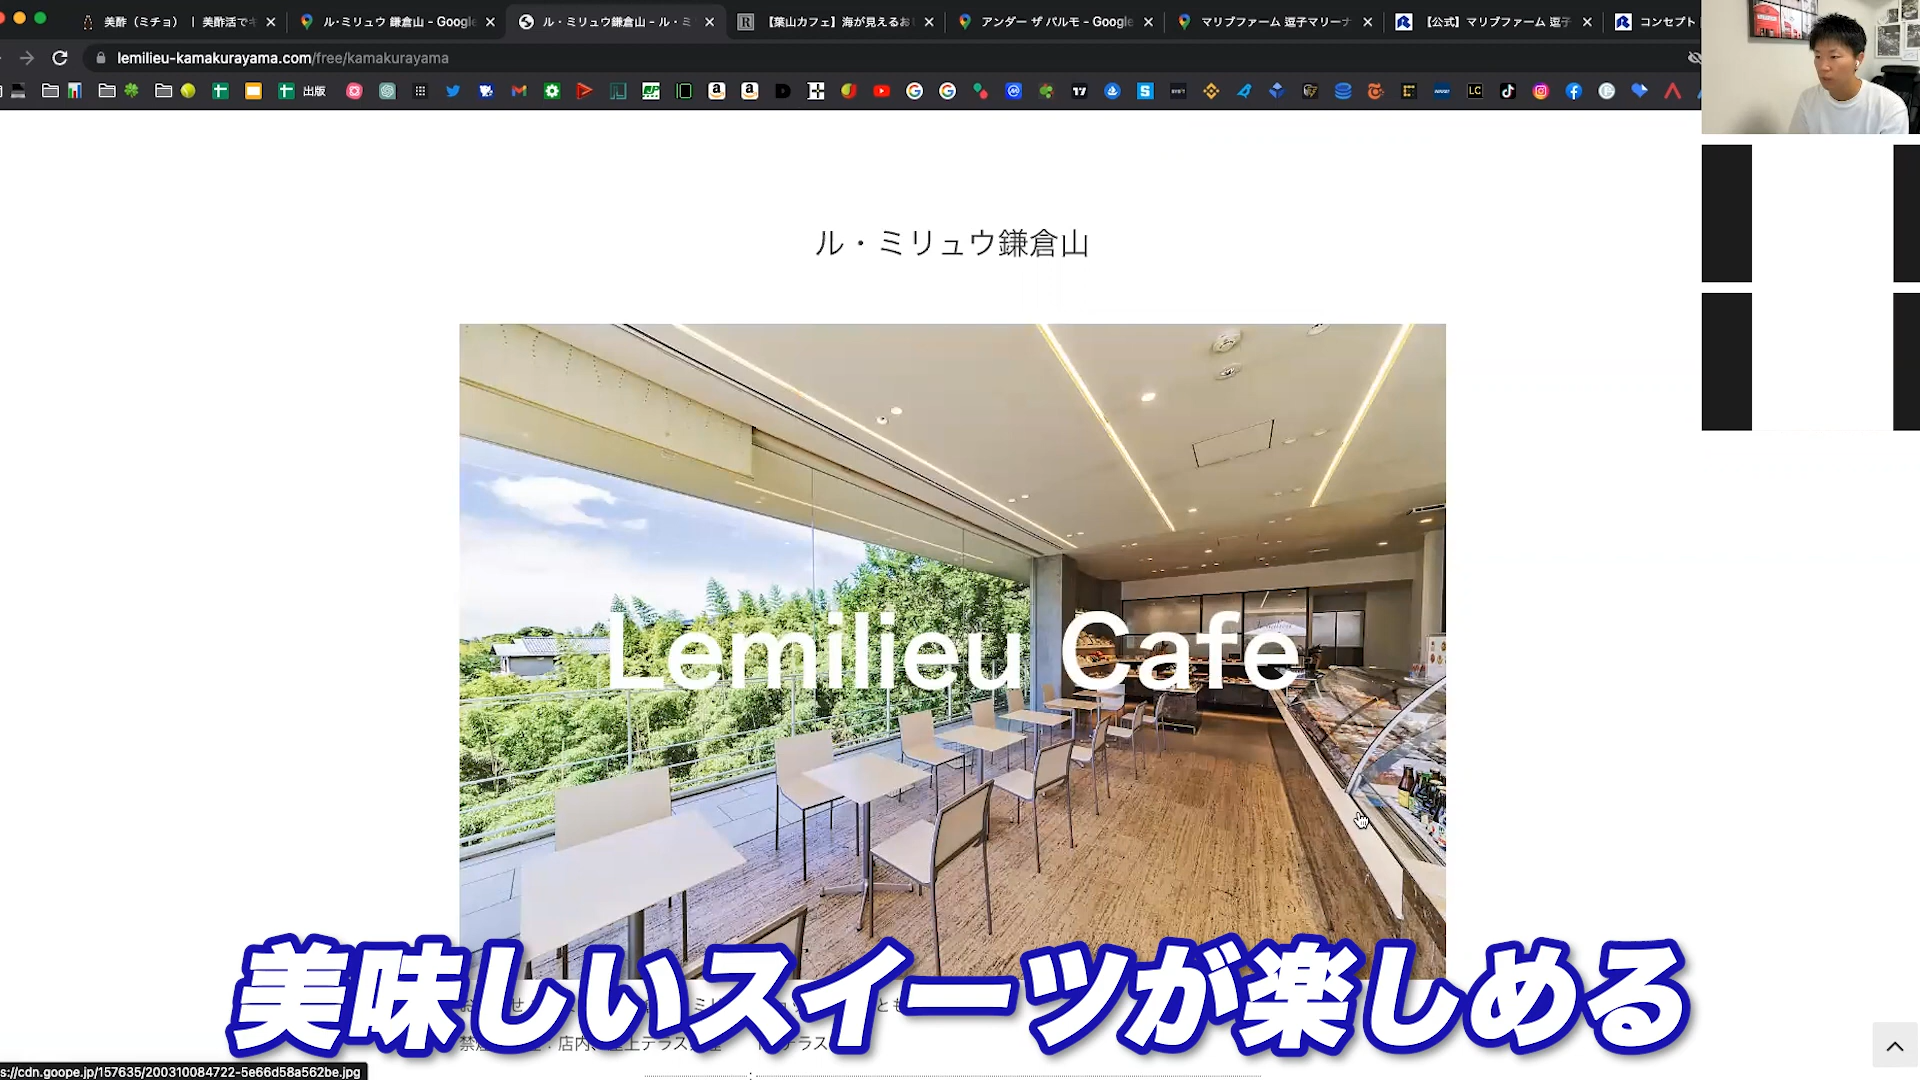 美酢（ミチョ）｜ 美酢活でキ
ル·ミリュウ 鎌倉山 - Google
ル・ミリュウ鎌倉山 - ル・ミ
【葉山カフェ】海が見えるお
アンダー ザ パルモ - Google
マリブファーム 逗子マリーナ
【公式】マリブファーム 逗子
コンセプト
lemilieu-kamakurayama.com/free/kamakurayama
出版
ル・ミリュウ鎌倉山
Lemilieu Cafe
美味しいスイーツが楽しめる
s://cdn.goope.jp/157635/200310084722-5e66d58a562be.jpg